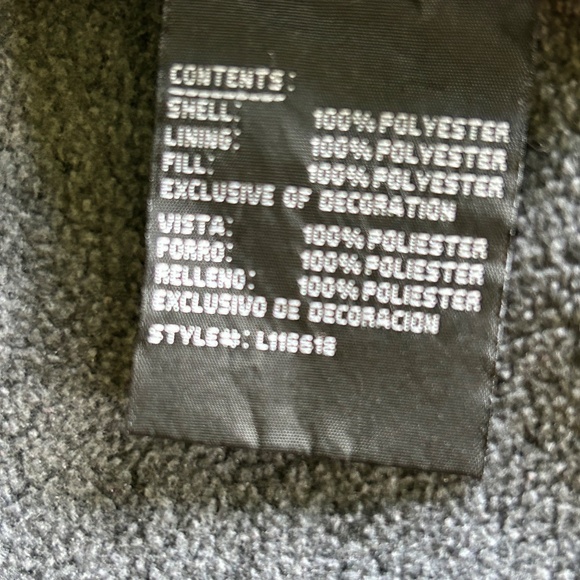 CONTENTS:
SHELL: 100% POLYESTER
LINING: 100% POLYESTER
FILL: 100% POLYESTER
EXCLUSIVE OF DECORATION
VISTA: 100% POLIESTER
FORRO: 100% POLIESTER
RELLENO: 100% POLIESTER
EXCLUSIVO DE DECORACION
STYLE#: L116619